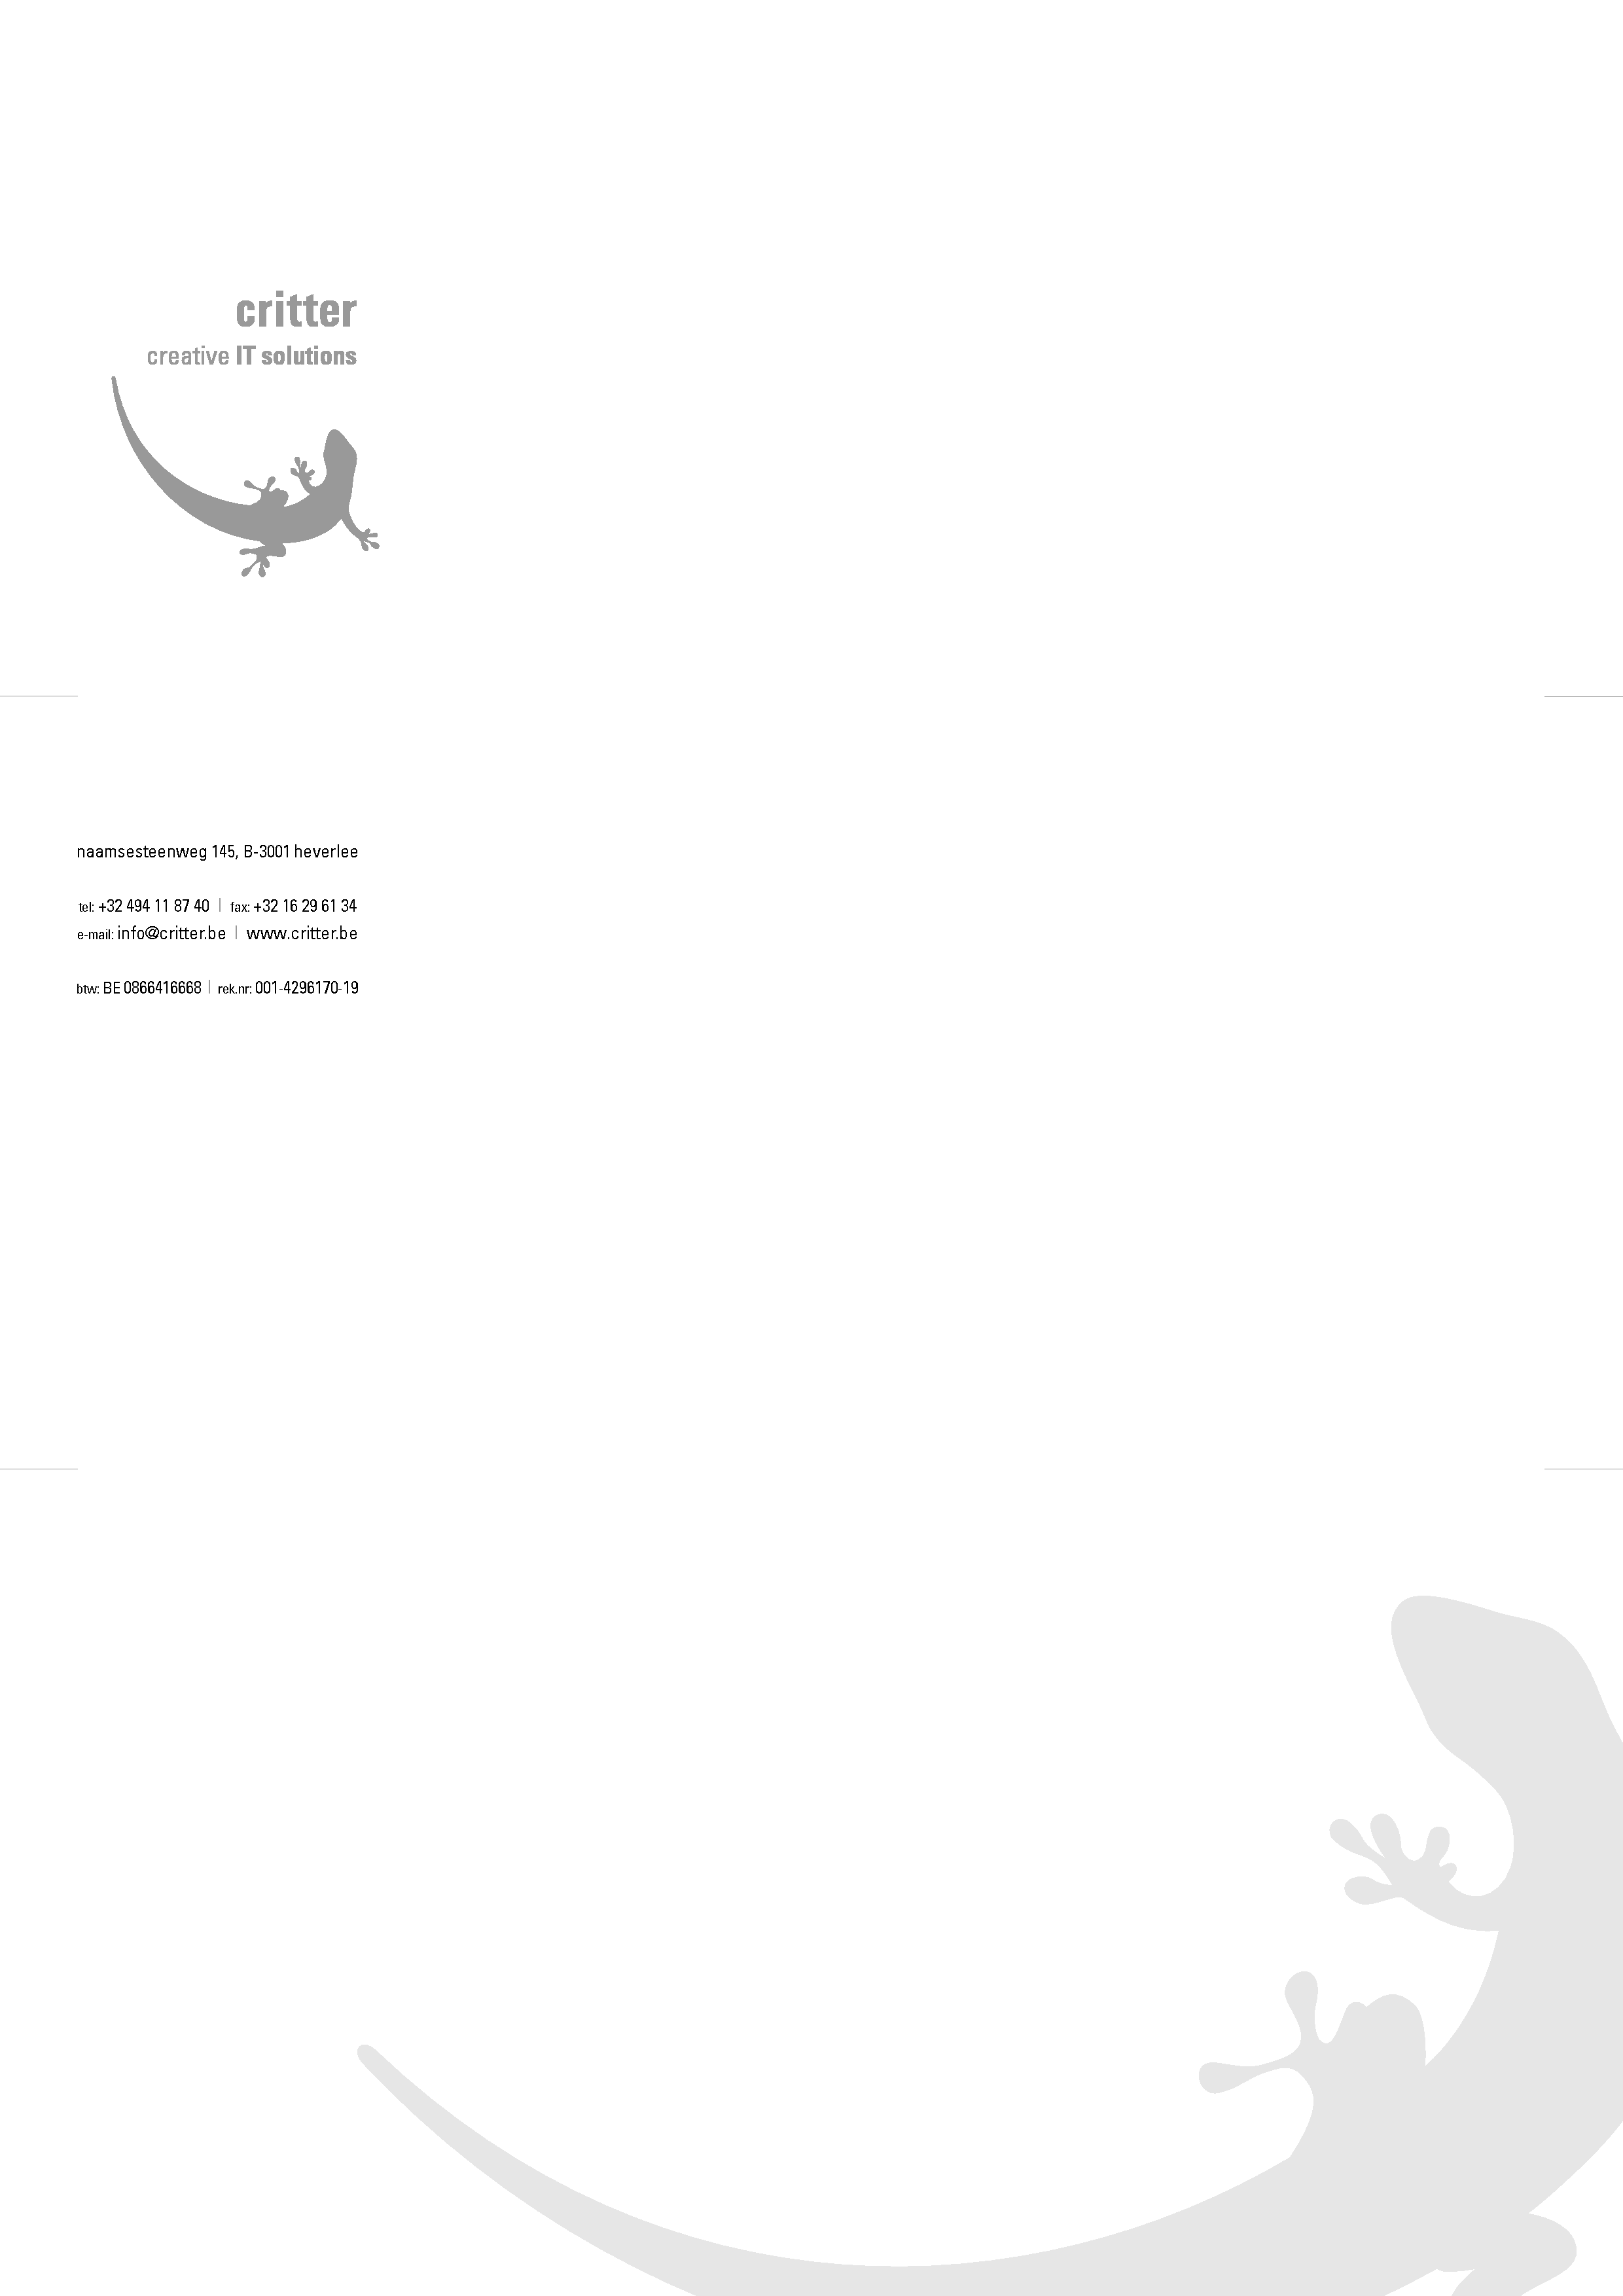 critter
creative IT solutions
naamsesteenweg 145, B-3001 heverlee
tel: +32 494 11 87 40 | fax: +32 16 29 61 34
e-mail: info@critter.be | www.critter.be
btw: BE 0866416668 | rek.nr: 001-4296170-19